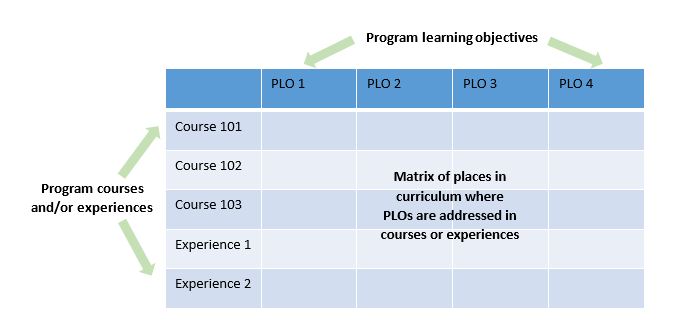 Program learning objectives
PLO 1 PLO 2 PLO 3 PLO 4
Course 101
Course 102
Course 103
Experience 1
Experience 2
Program courses
and/or experiences
Matrix of places in
curriculum where
PLOs are addressed in
courses or experiences